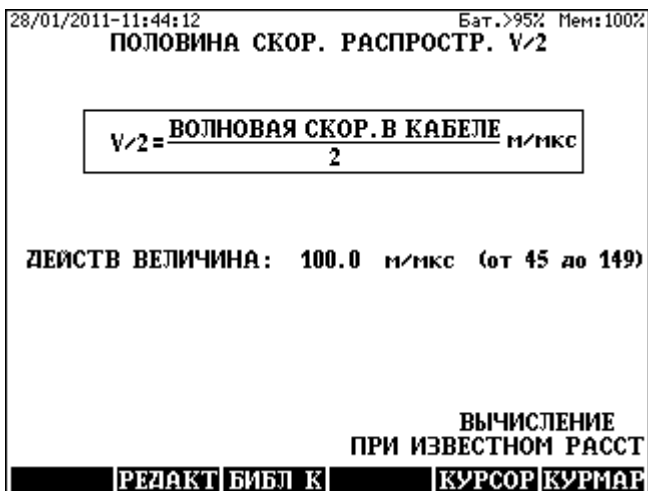 28/01/2011-11:44:12 Бат.>95% Мем:100%
ПОЛОВИНА СКОР. РАСПРОСТР. V/2
V/2= ВОЛНОВАЯ СКОР.В КАБЕЛЕ м/мкс
2
ДЕЙСТВ ВЕЛИЧИНА: 100.0 м/мкс (от 45 до 149)
ВЫЧИСЛЕНИЕ
ПРИ ИЗВЕСТНОМ РАССТ
РЕДАКТ БИБЛ К КУРСОР КУРМАР